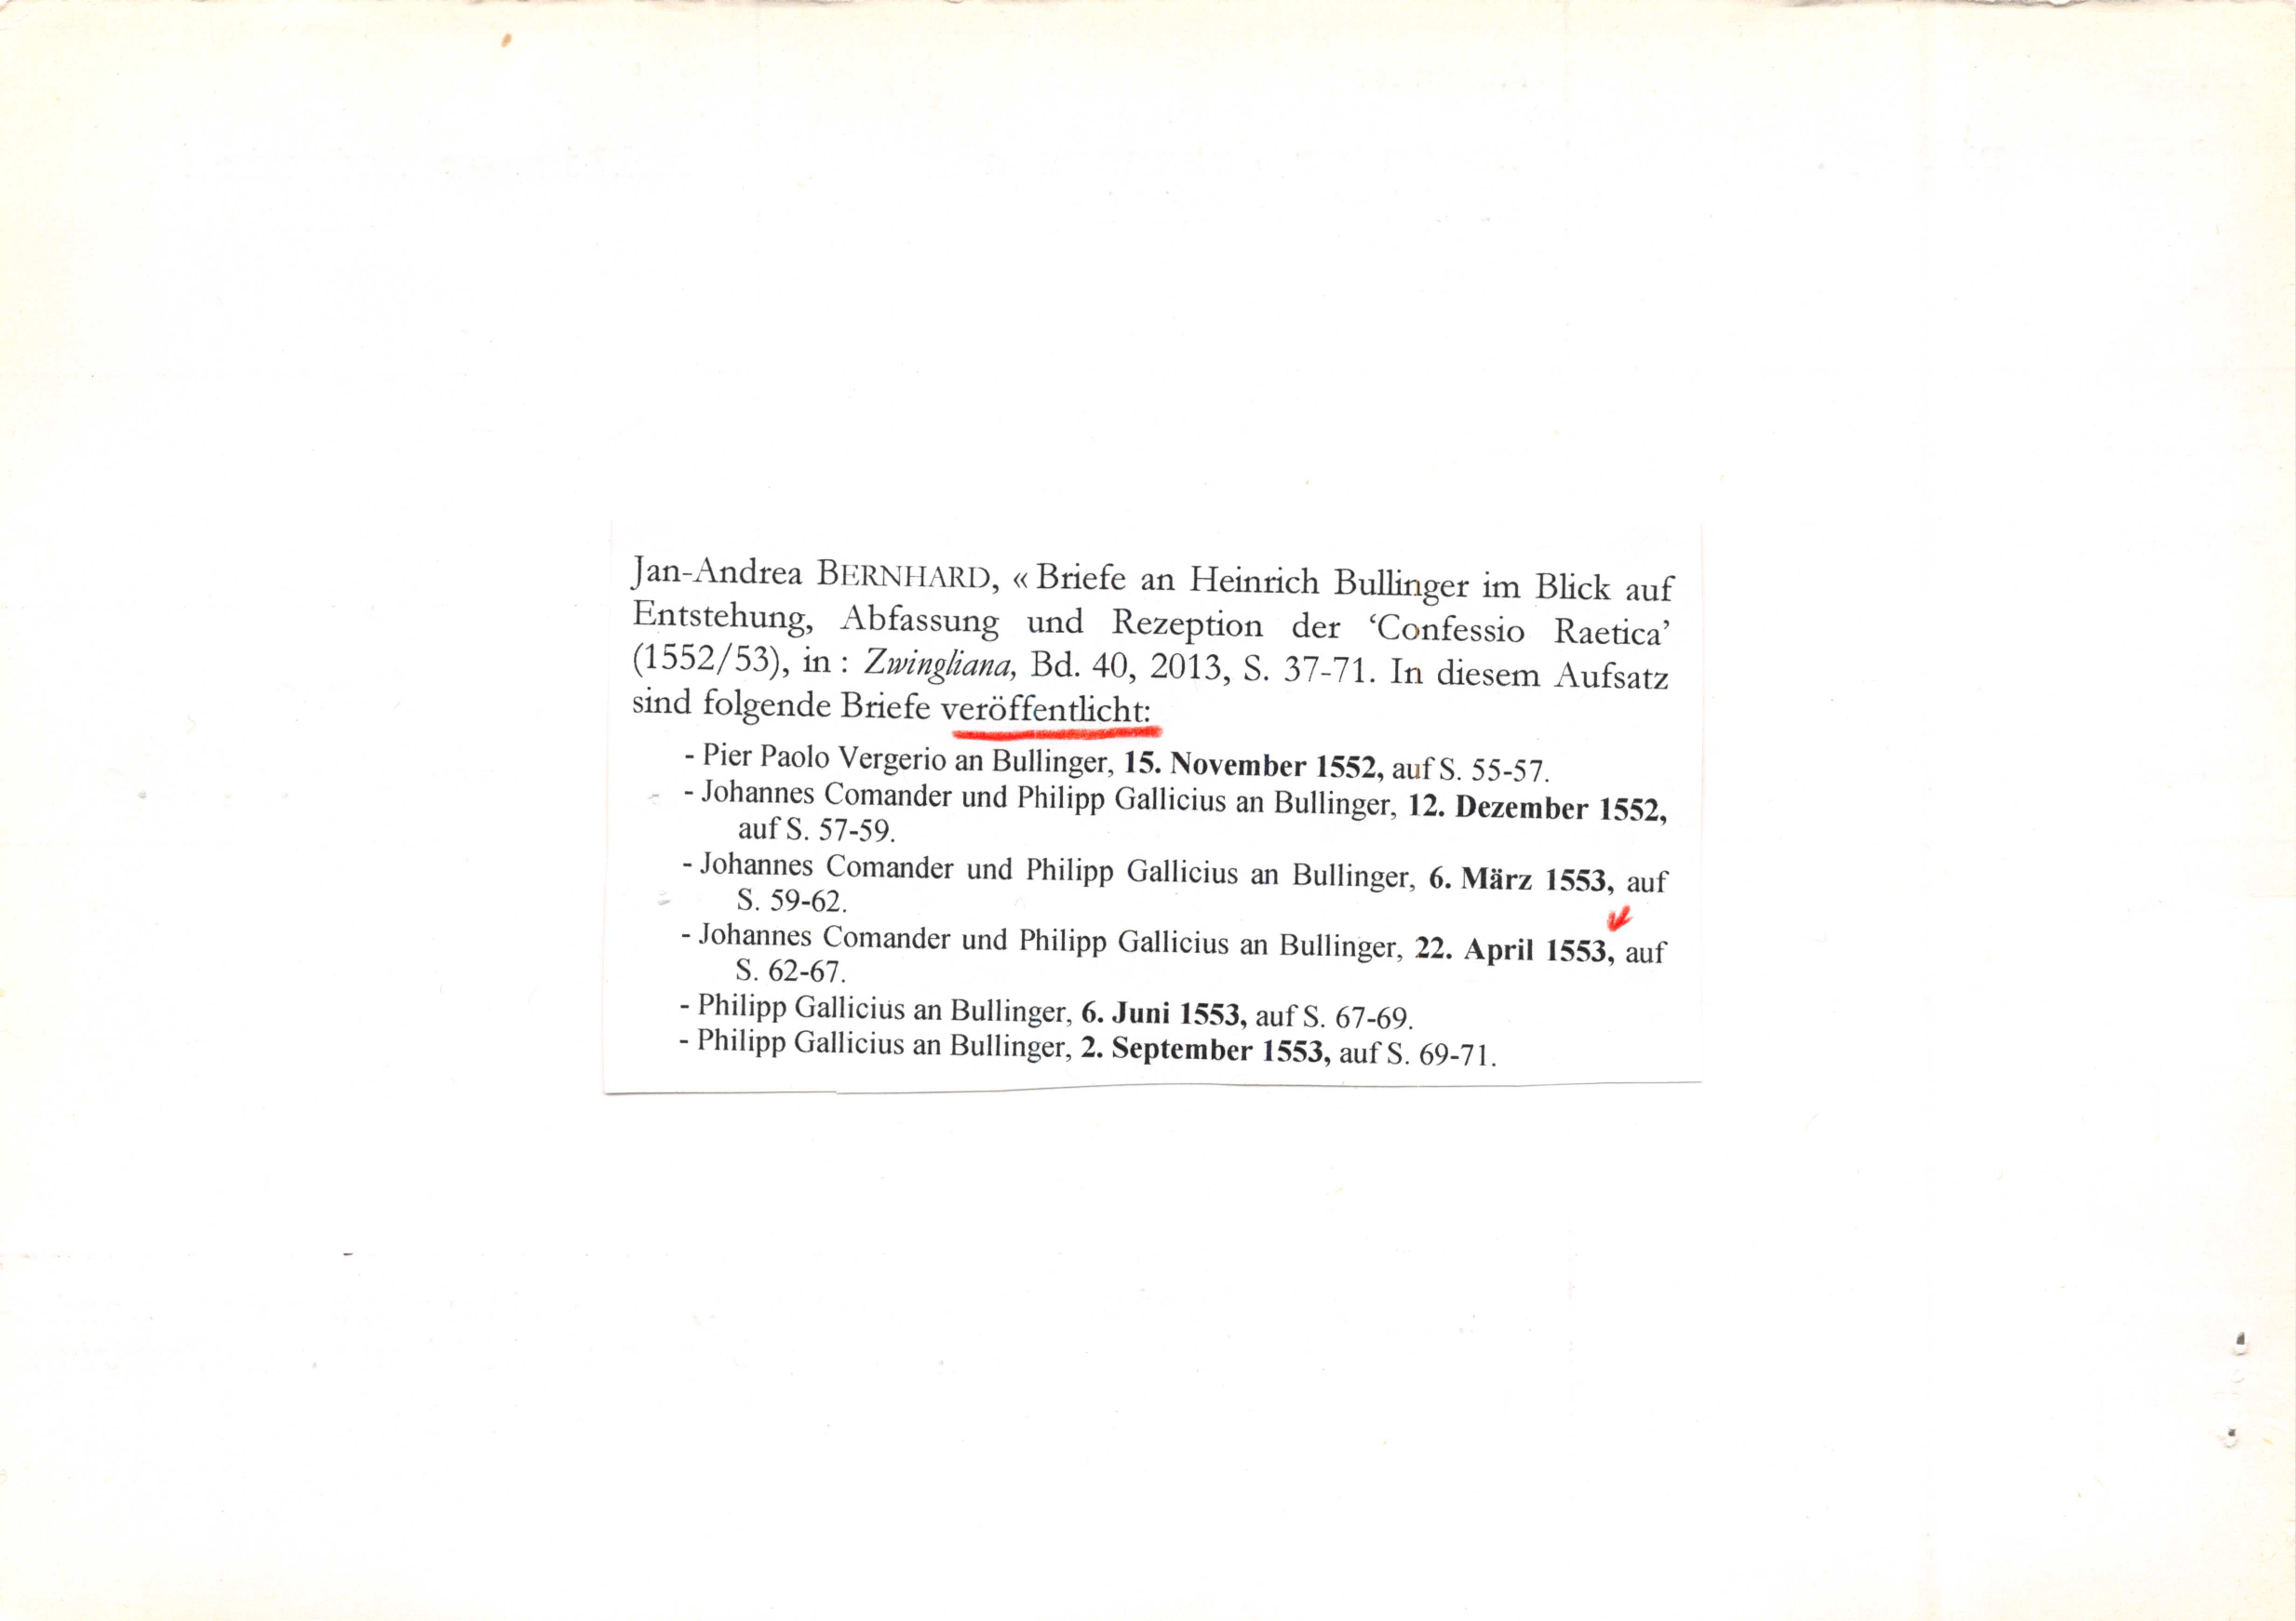 Jan-Andrea BERNHARD, « Briefe an Heinrich Bullinger im Blick auf
Entstehung, Abfassung und Rezeption der ‘Confessio Raetica’
(1552/53), in : Zwingliana, Bd. 40, 2013, S. 37-71. In diesem Aufsatz
sind folgende Briefe veröffentlicht:
- Pier Paolo Vergerio an Bullinger, 15. November 1552, auf S. 55-57.
- Johannes Comander und Philipp Gallicius an Bullinger, 12. Dezember 1552,
auf S. 57-59.
- Johannes Comander und Philipp Gallicius an Bullinger, 6. März 1553, auf
S. 59-62.
- Johannes Comander und Philipp Gallicius an Bullinger, 22. April 1553, auf
S. 62-67.
- Philipp Gallicius an Bullinger, 6. Juni 1553, auf S. 67-69.
- Philipp Gallicius an Bullinger, 2. September 1553, auf S. 69-71.